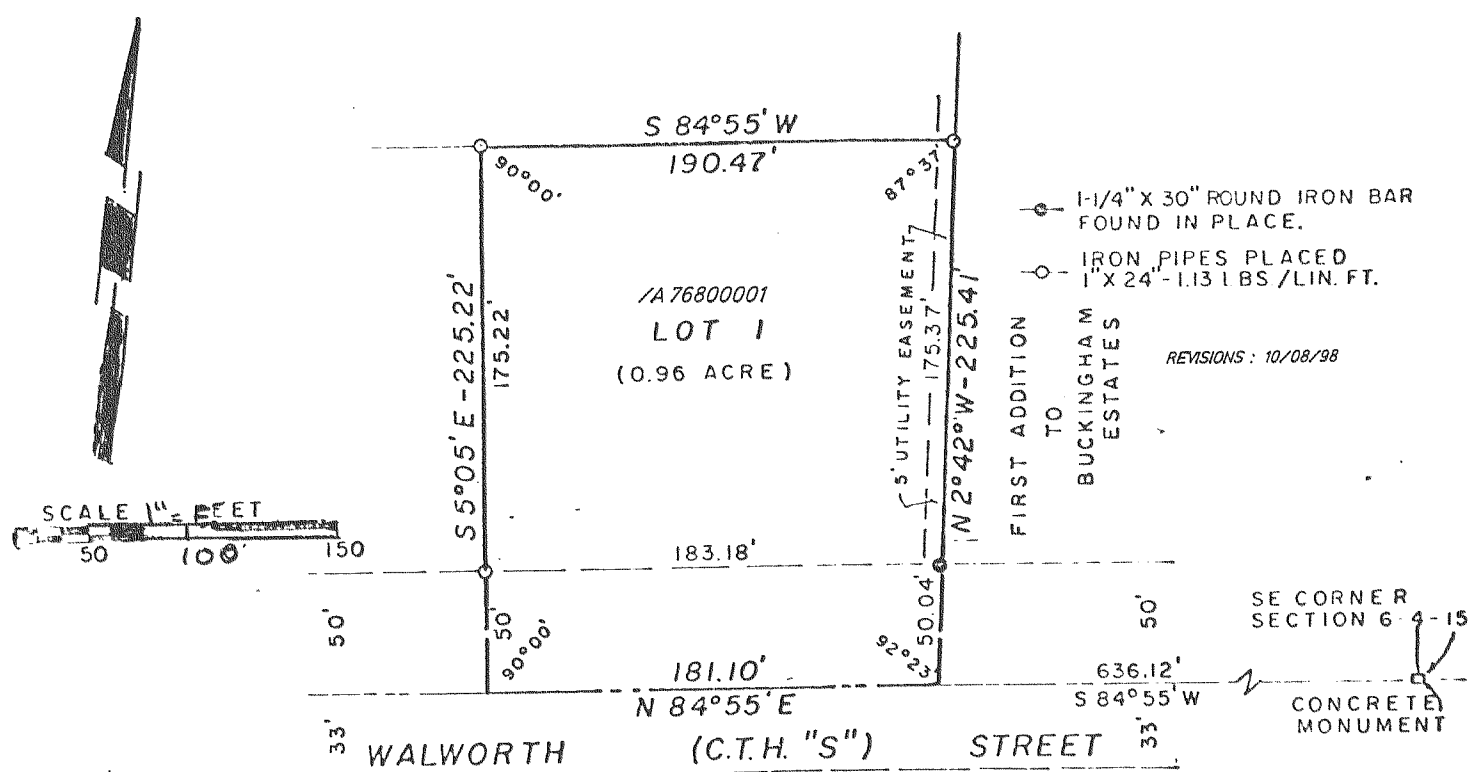 S 84°55' W
190.47'
90°00'
87°37'
1-1/4" X 30" ROUND IRON BAR
FOUND IN PLACE.
IRON PIPES PLACED
1" X 24" - 1.13 LBS./LIN. FT.
/A76800001
LOT 1
(0.96 ACRE)
S 5°05' E - 225.22'
175.22'
5' UTILITY EASEMENT
175.37'
N 2°42' W - 225.41'
FIRST ADDITION
TO
BUCKINGHAM
ESTATES
REVISIONS : 10/08/98
SCALE 1" = FEET
50
100'
150
183.18'
50'
50'
90°00'
50.04'
92°23'
50'
SE CORNER
SECTION 6-4-15
181.10'
N 84°55' E
636.12'
S 84°55' W
CONCRETE
MONUMENT
33'
WALWORTH (C.T.H. "S") STREET
33'